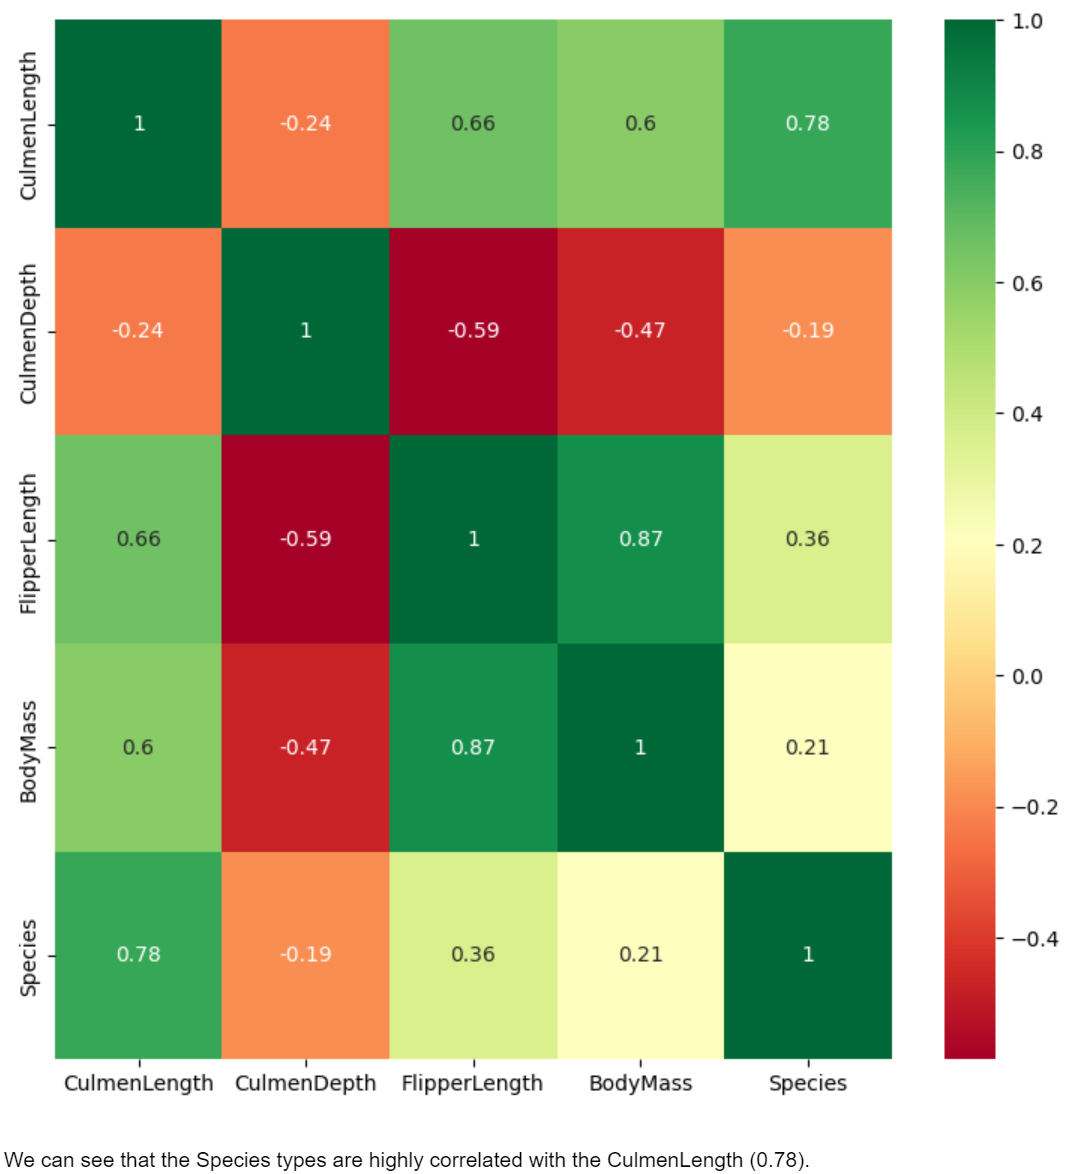 CulmenLength 1 -0.24 0.66 0.6 0.78
CulmenDepth -0.24 1 -0.59 -0.47 -0.19
FlipperLength 0.66 -0.59 1 0.87 0.36
BodyMass 0.6 -0.47 0.87 1 0.21
Species 0.78 -0.19 0.36 0.21 1
CulmenLength CulmenDepth FlipperLength BodyMass Species
1.0
0.8
0.6
0.4
0.2
0.0
−0.2
−0.4
We can see that the Species types are highly correlated with the CulmenLength (0.78).